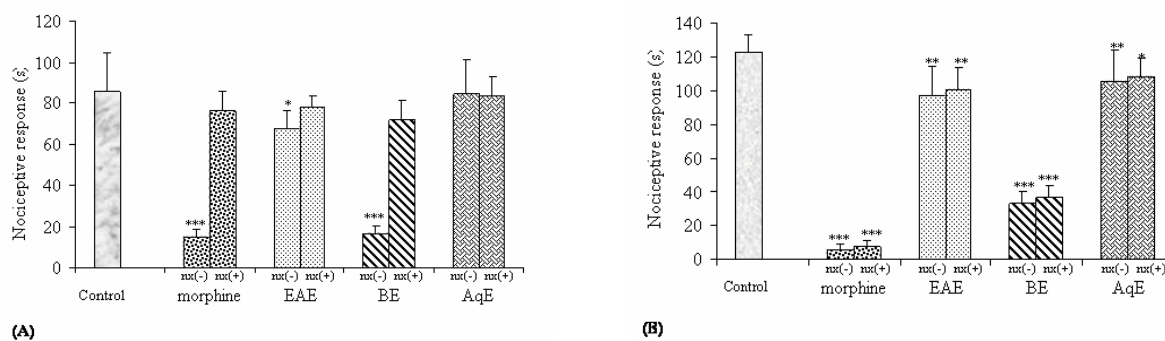 120
100
80
60
40
20
0
Nociceptive response (s)
***
*
***
nx(-) nx(+) nx(-) nx(+) nx(-) nx(+) nx(-) nx(+)
Control morphine EAE BE AqE
(A)
140
120
100
80
60
40
20
0
Nociceptive response (s)
*** ***
** **
*** ***
** *
nx(-) nx(+) nx(-) nx(+) nx(-) nx(+) nx(-) nx(+)
Control morphine EAE BE AqE
(B)